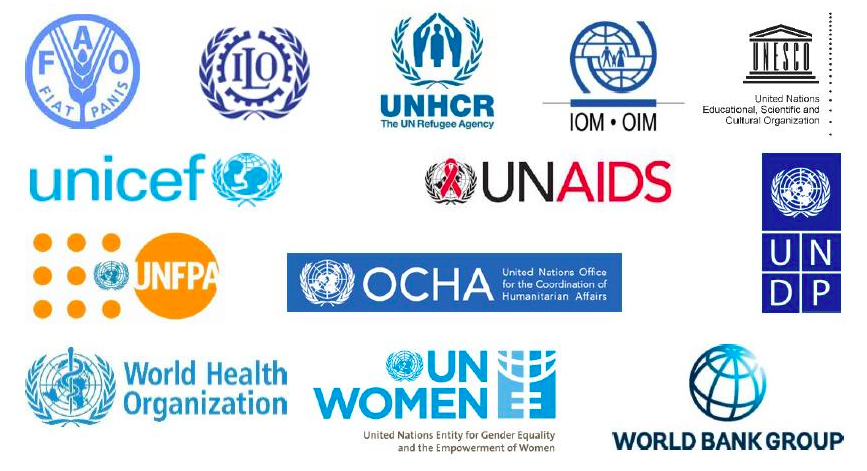 F A O
FIAT PANIS
ILO
UNHCR
The UN Refugee Agency
IOM • OIM
UNESCO
United Nations
Educational, Scientific and
Cultural Organization
unicef
UNAIDS
UN
DP
UNFPA
OCHA
United Nations Office
for the Coordination of
Humanitarian Affairs
World Health
Organization
UN
WOMEN
United Nations Entity for Gender Equality
and the Empowerment of Women
WORLD BANK GROUP